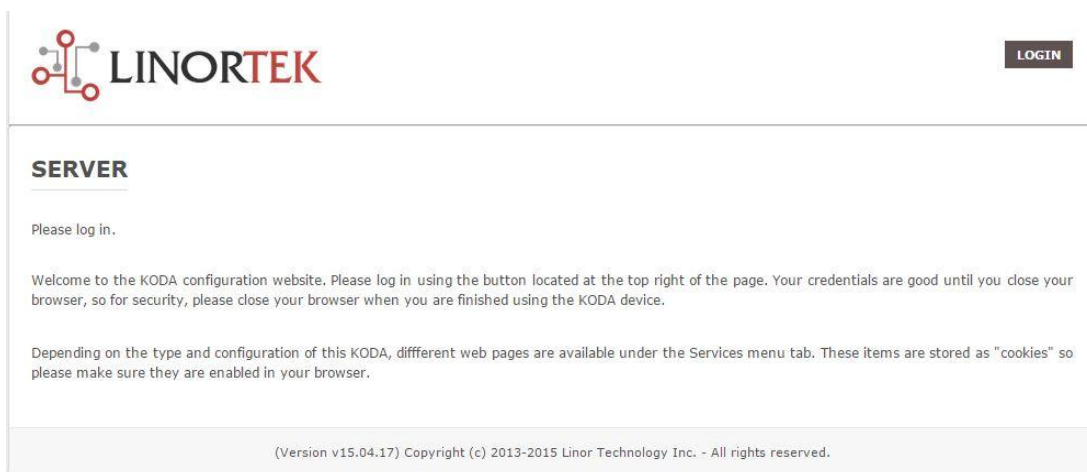 LINORTEK
LOGIN
SERVER
Please log in.
Welcome to the KODA configuration website. Please log in using the button located at the top right of the page. Your credentials are good until you close your
browser, so for security, please close your browser when you are finished using the KODA device.
Depending on the type and configuration of this KODA, diffferent web pages are available under the Services menu tab. These items are stored as "cookies" so
please make sure they are enabled in your browser.
(Version v15.04.17) Copyright (c) 2013-2015 Linor Technology Inc. - All rights reserved.